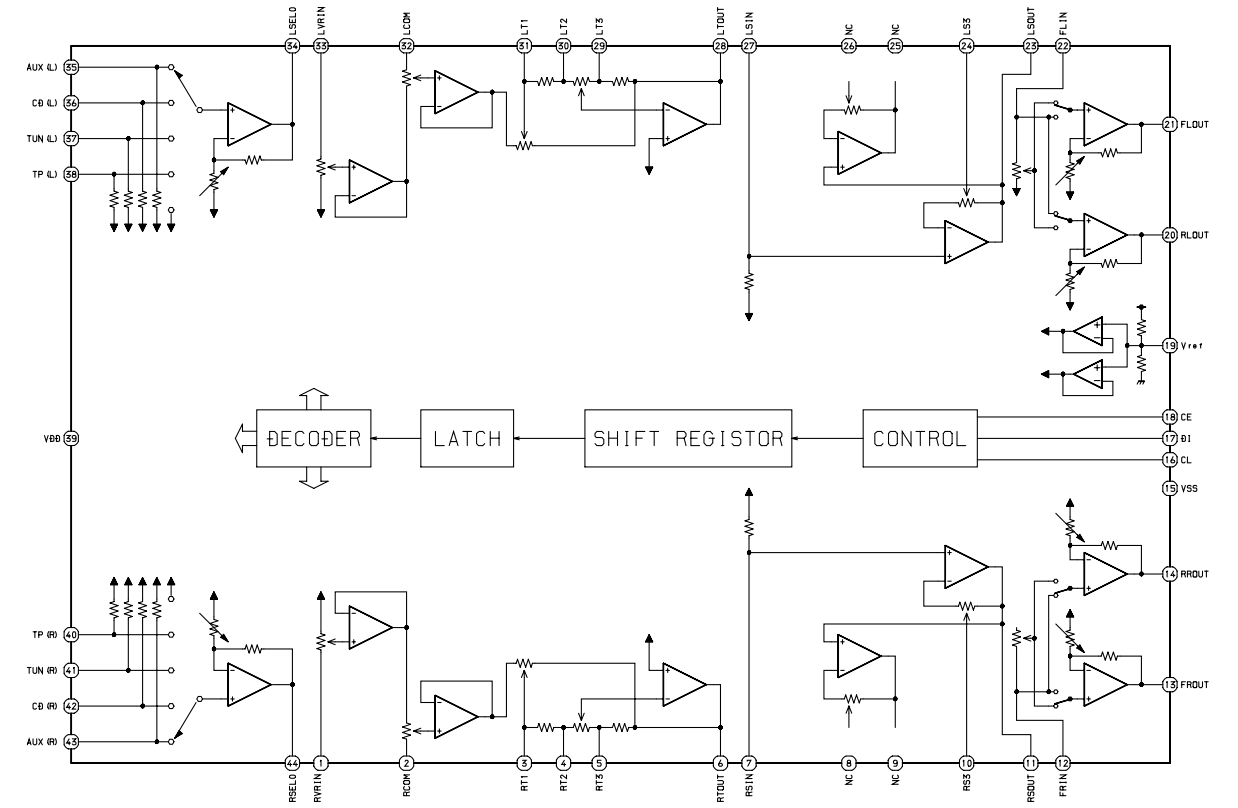 LSELO LVRIN LCOM LT1 LT2 LT3 LTOUT LSIN NC NC LS3 LSOUT FLIN
34 33 32 31 30 29 28 27 26 25 24 23 22
AUX (L) 35
CD (L) 36
TUN (L) 37
TP (L) 38
21 FLOUT
20 RLOUT
19 Vref
VDD 39
DECODER
LATCH
SHIFT REGISTOR
CONTROL
18 CE
17 DI
16 CL
15 VSS
14 RROUT
13 FROUT
TP (R) 40
TUN (R) 41
CD (R) 42
AUX (R) 43
44 1 2 3 4 5 6 7 8 9 10 11 12
RSELO RVRIN RCOM RT1 RT2 RT3 RTOUT RSIN NC NC RS3 RSOUT FRIN